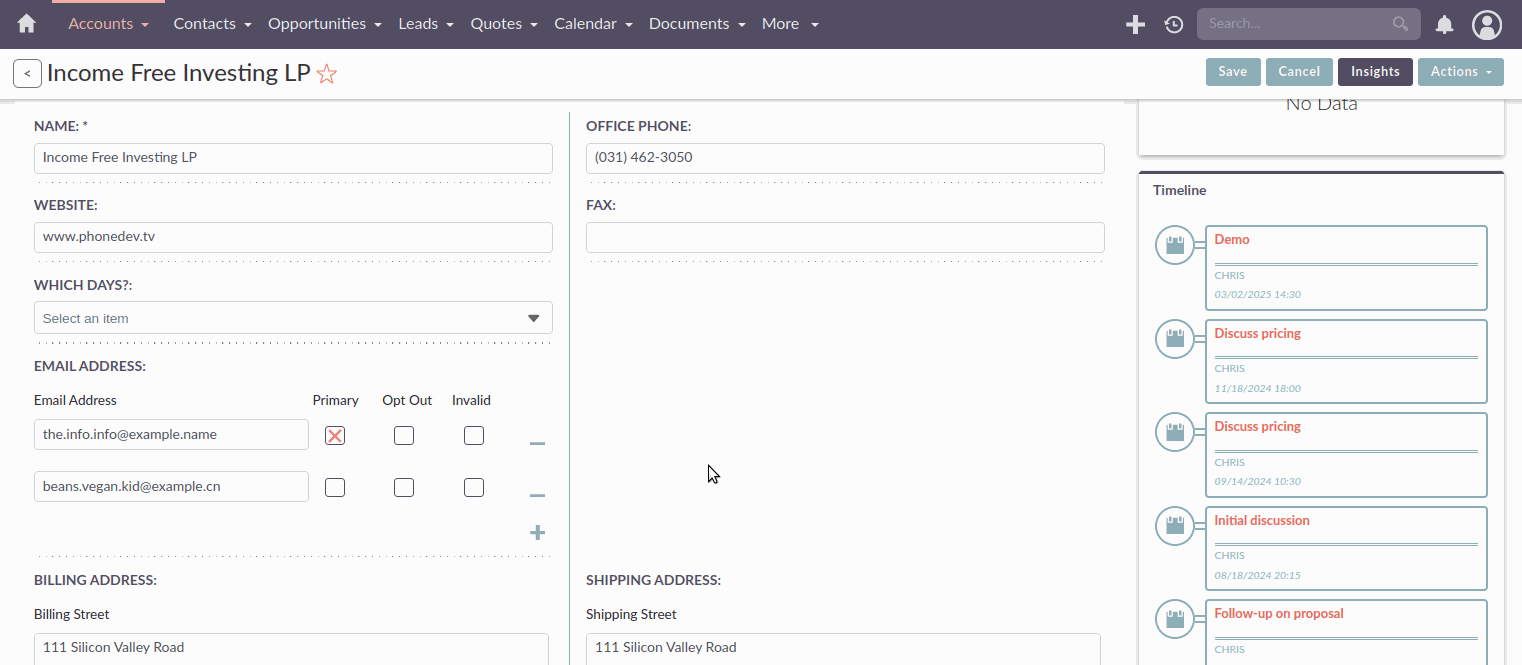 Accounts Contacts Opportunities Leads Quotes Calendar Documents More Search...
< Income Free Investing LP Save Cancel Insights Actions
No Data
NAME: * OFFICE PHONE:
Income Free Investing LP (031) 462-3050
WEBSITE: FAX:
www.phonedev.tv
WHICH DAYS?:
Select an item
EMAIL ADDRESS:
Email Address Primary Opt Out Invalid
the.info.info@example.name
beans.vegan.kid@example.cn
BILLING ADDRESS: SHIPPING ADDRESS:
Billing Street Shipping Street
111 Silicon Valley Road 111 Silicon Valley Road
Timeline
Demo
CHRIS
03/02/2025 14:30
Discuss pricing
CHRIS
11/18/2024 18:00
Discuss pricing
CHRIS
09/14/2024 10:30
Initial discussion
CHRIS
08/18/2024 20:15
Follow-up on proposal
CHRIS